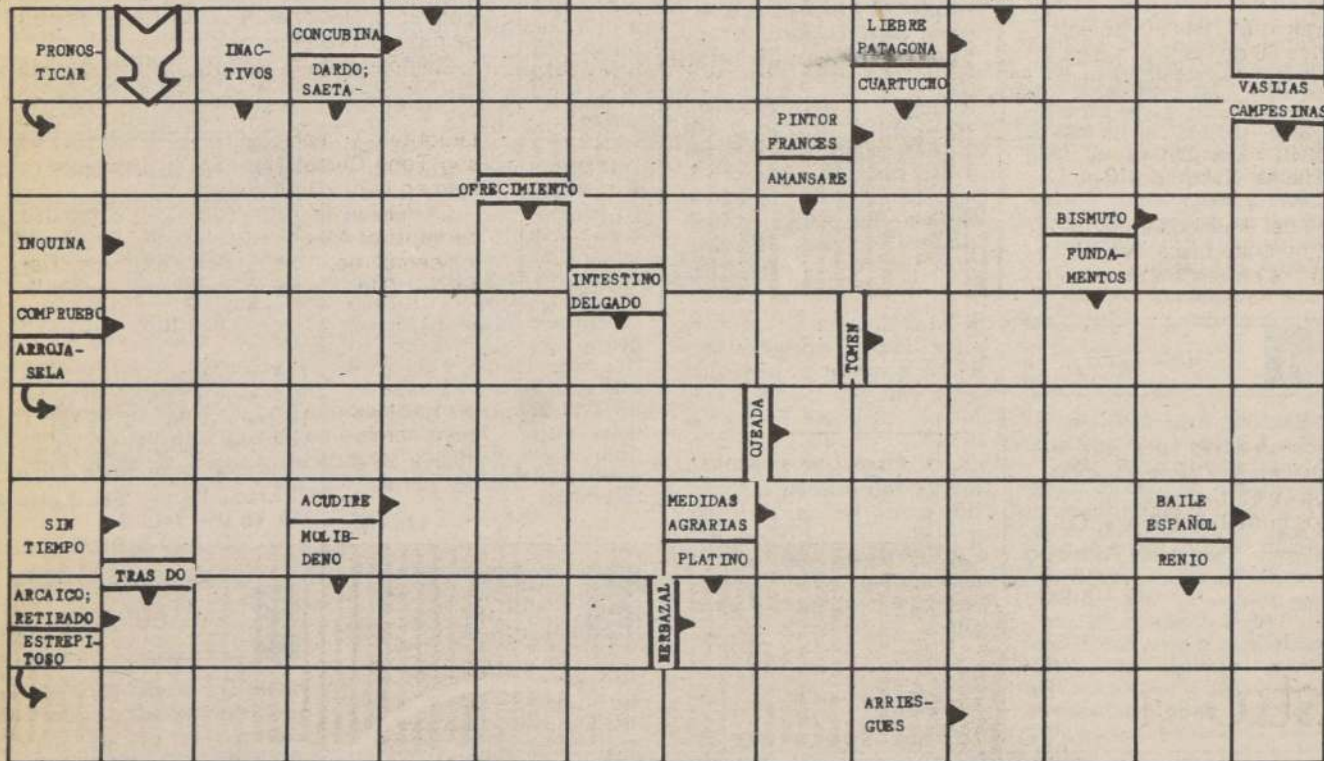 PRONOS-
TICAR
INAC-
TIVOS
CONCUBINA
DARDO;
SAETA-
LIEBRE
PATAGONA
CUARTUCHO
VASIJAS
CAMPESINAS
PINTOR
FRANCES
AMANSARE
OFRECIMIENTO
INQUINA
BISMUTO
FUNDA-
MENTOS
INTESTINO
DELGADO
COMPRUEBO
ARROJA-
SELA
TOMEN
OJEADA
SIN
TIEMPO
ACUDIRE
MOLIB-
DENO
MEDIDAS
AGRARIAS
PLATINO
BAILE
ESPAÑOL
RENIO
TRAS DO
ARCAICO;
RETIRADO
ESTREPI-
TOSO
HERBAZAL
ARRIES-
GUES